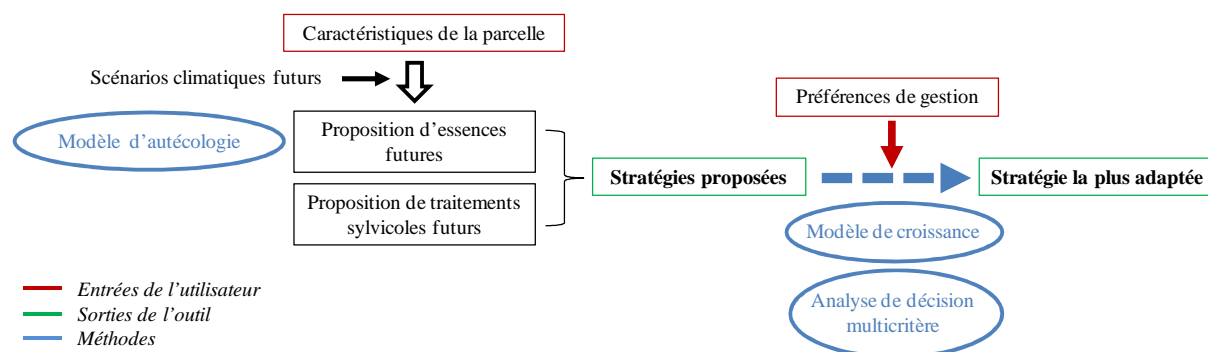 Caractéristiques de la parcelle
Scénarios climatiques futurs
Modèle d'autécologie
Proposition d'essences
futures
Proposition de traitements
sylvicoles futurs
Stratégies proposées
Préférences de gestion
Stratégie la plus adaptée
Modèle de croissance
Analyse de décision
multicritère
Entrées de l'utilisateur
Sorties de l'outil
Méthodes